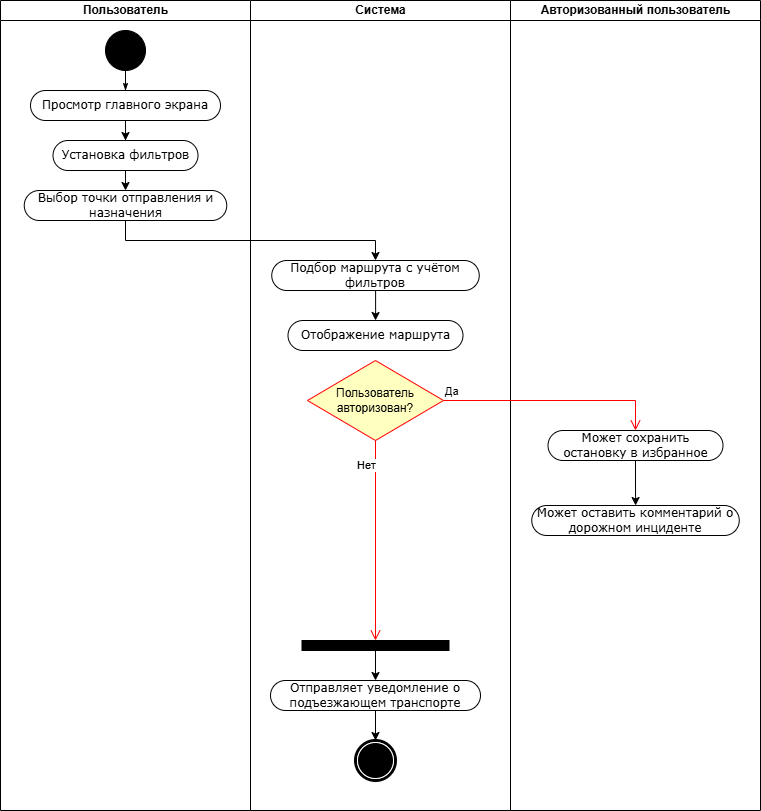 Пользователь
Система
Авторизованный пользователь
Просмотр главного экрана
Установка фильтров
Выбор точки отправления и
назначения
Подбор маршрута с учётом
фильтров
Отображение маршрута
Пользователь
авторизован?
Да
Нет
Может сохранить
остановку в избранное
Может оставить комментарий о
дорожном инциденте
Отправляет уведомление о
подъезжающем транспорте